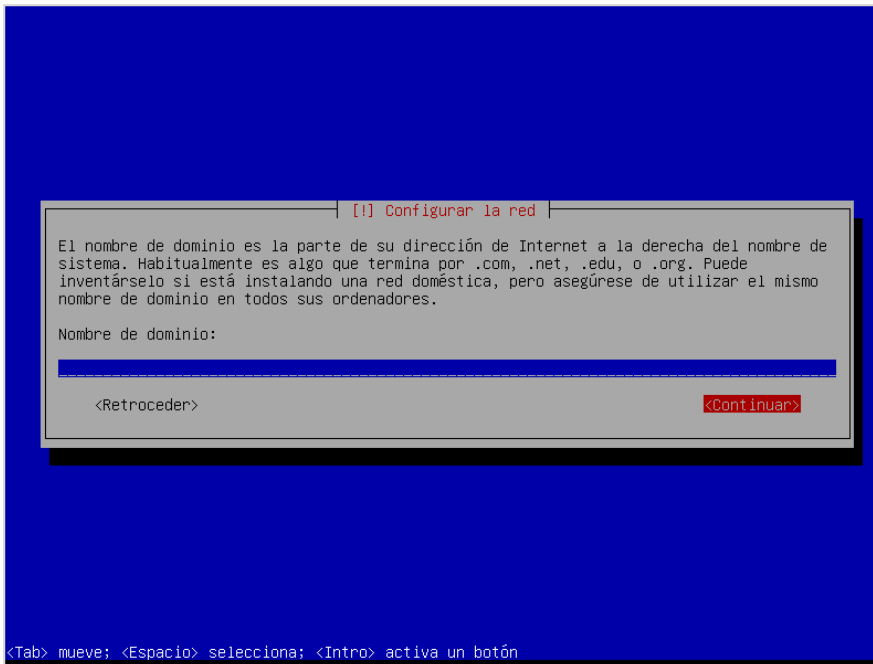 [!] Configurar la red
El nombre de dominio es la parte de su dirección de Internet a la derecha del nombre de
sistema. Habitualmente es algo que termina por .com, .net, .edu, o .org. Puede
inventárselo si está instalando una red doméstica, pero asegúrese de utilizar el mismo
nombre de dominio en todos sus ordenadores.
Nombre de dominio:
<Retroceder> <Continuar>
<Tab> mueve; <Espacio> selecciona; <Intro> activa un botón